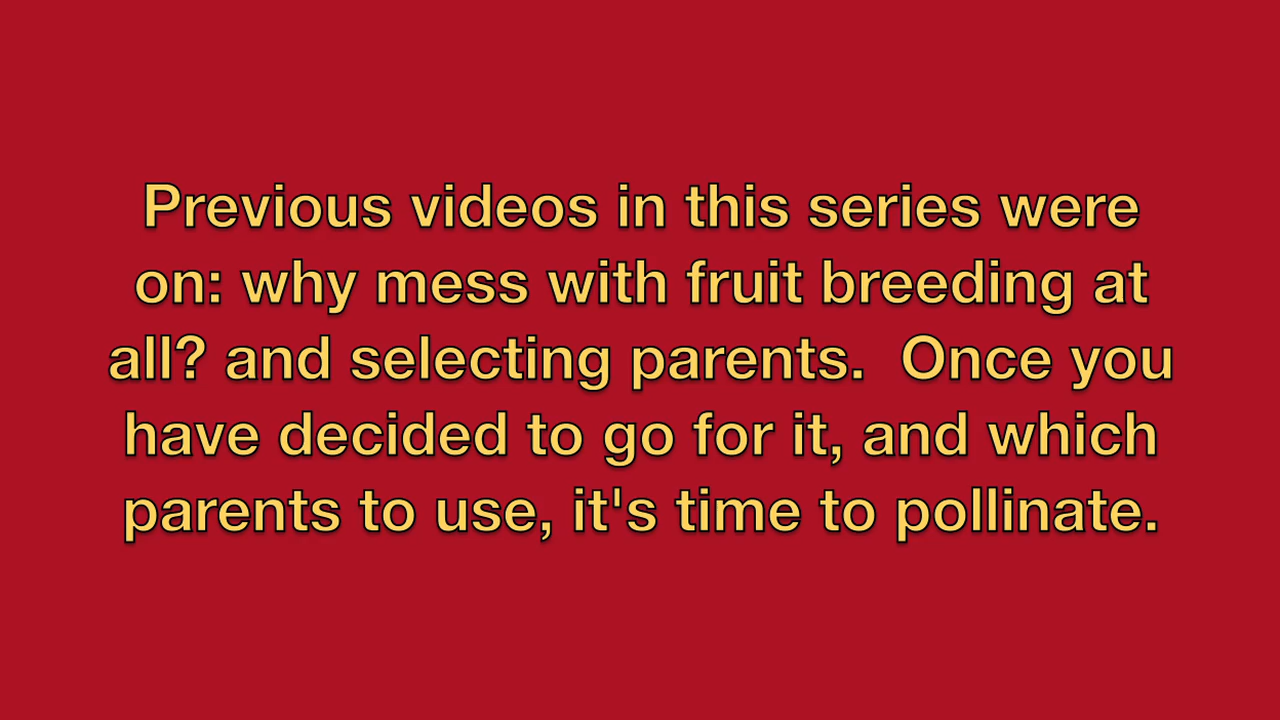 Previous videos in this series were
on: why mess with fruit breeding at
all? and selecting parents.  Once you
have decided to go for it, and which
parents to use, it's time to pollinate.